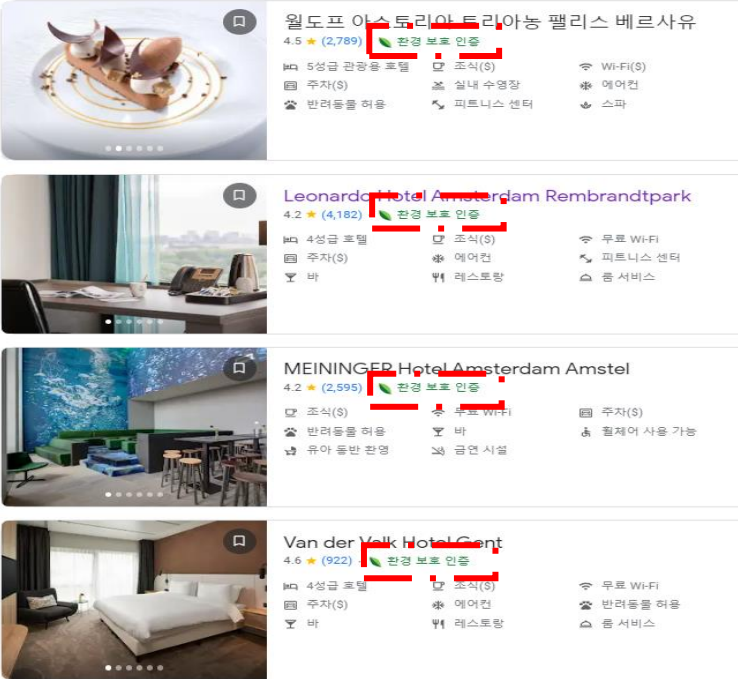 월도프 아스토리아 트리아농 팰리스 베르사유
4.5 (2,789) 환경 보호 인증
5성급 관광용 호텔 조식($) Wi-Fi($)
주차($) 실내 수영장 에어컨
반려동물 허용 피트니스 센터 스파
Leonardo Hotel Amsterdam Rembrandtpark
4.2 (4,182) 환경 보호 인증
4성급 호텔 조식($) 무료 Wi-Fi
주차($) 에어컨 피트니스 센터
바 레스토랑 룸 서비스
MEININGER Hotel Amsterdam Amstel
4.2 (2,595) 환경 보호 인증
조식($) 무료 Wi-Fi 주차($)
반려동물 허용 바 휠체어 사용 가능
유아 동반 환영 금연 시설
Van der Valk Hotel Gent
4.6 (922) · 환경 보호 인증
4성급 호텔 조식($) 무료 Wi-Fi
주차($) 에어컨 반려동물 허용
바 레스토랑 룸 서비스